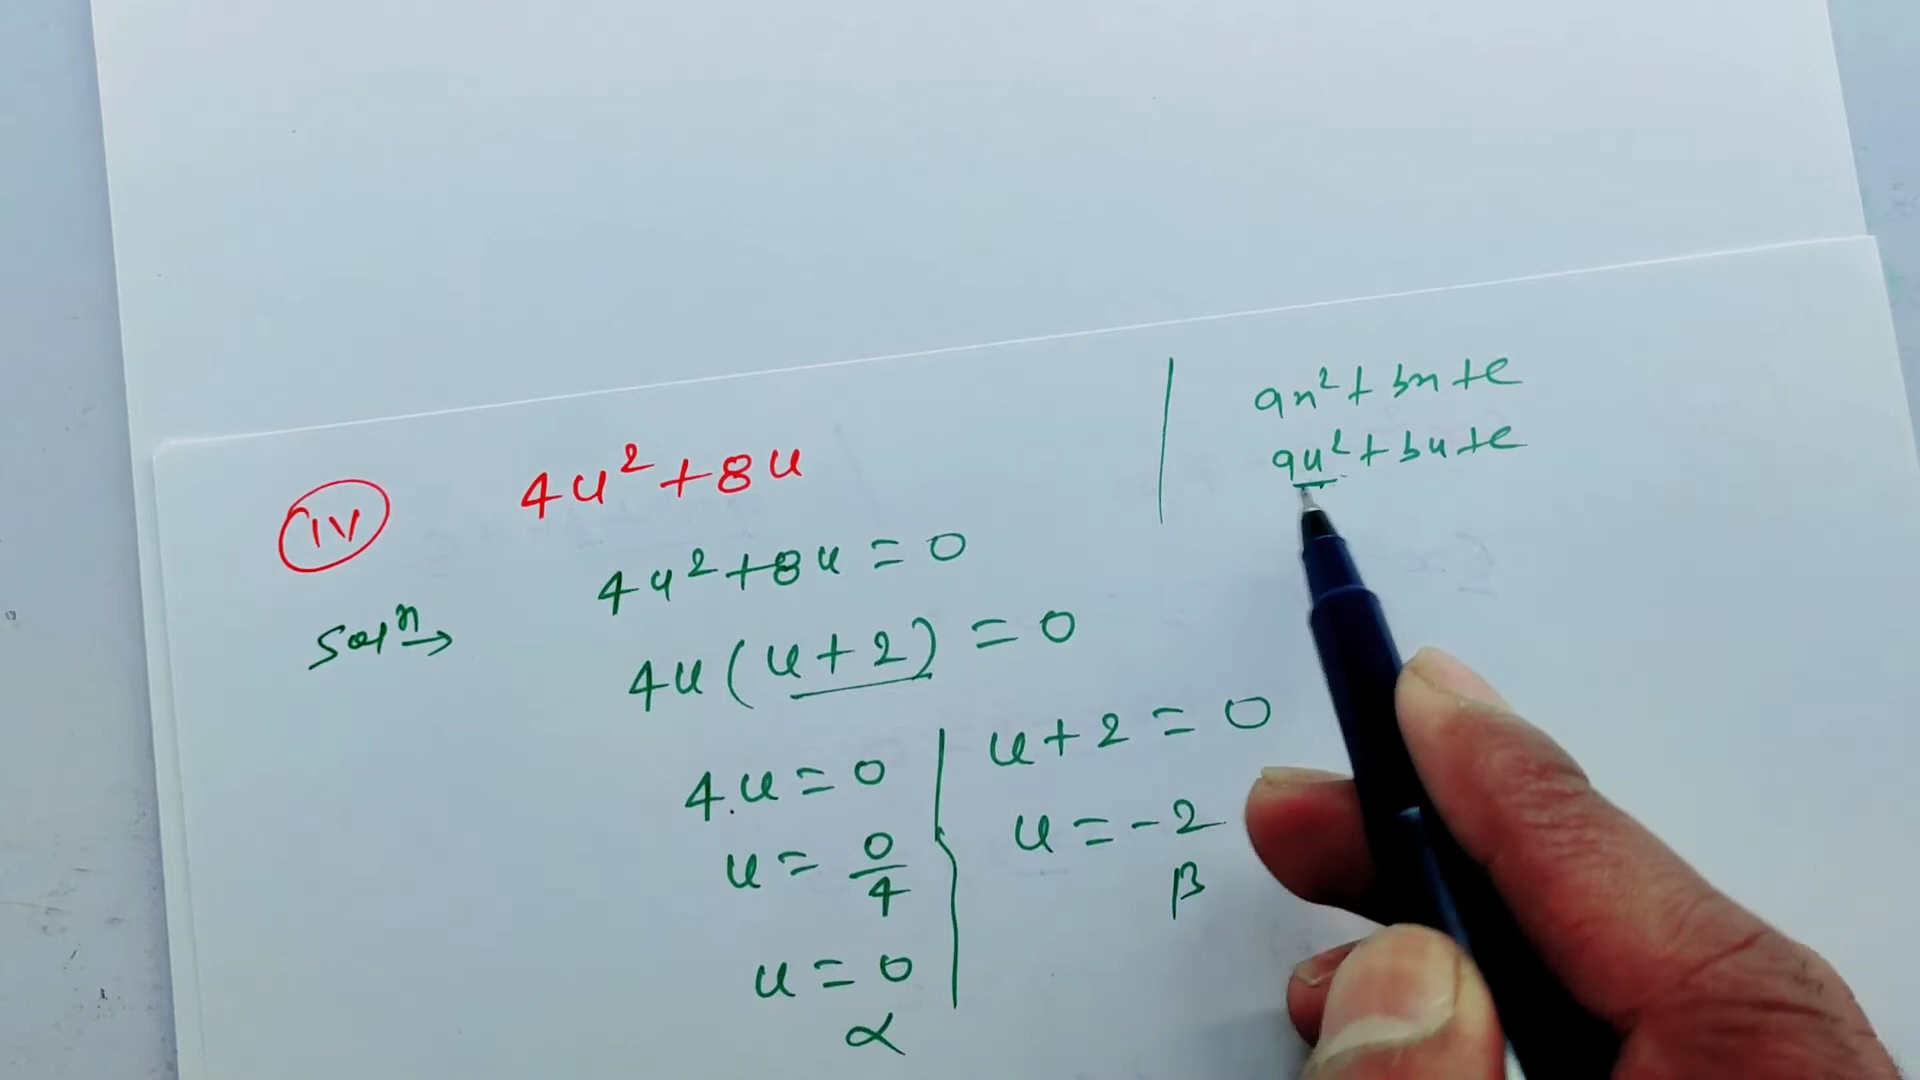 (IV) 4u² + 8u
Solⁿ → 4u² + 8u = 0
4u (u + 2) = 0
4.u = 0 | u + 2 = 0
u = 0/4 | u = -2
β
u = 0
α
ax² + bx + c
au² + bu + c